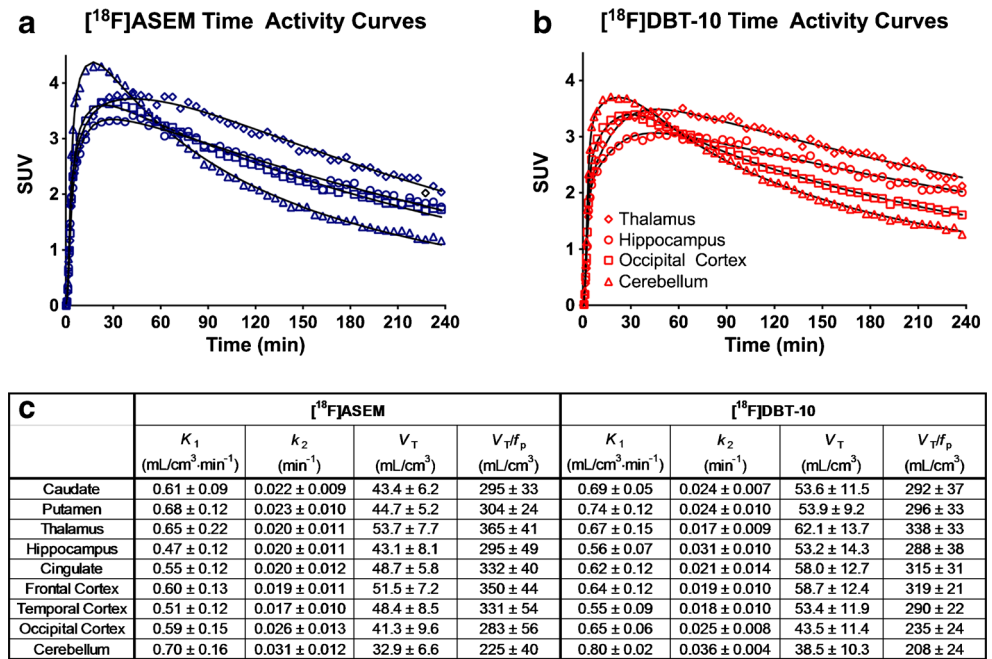 a [¹⁸F]ASEM Time Activity Curves
SUV
4
3
2
1
0
0 30 60 90 120 150 180 210 240
Time (min)
b [¹⁸F]DBT-10 Time Activity Curves
SUV
4
3
2
1
0
Thalamus
Hippocampus
Occipital Cortex
Cerebellum
0 30 60 90 120 150 180 210 240
Time (min)
c [¹⁸F]ASEM [¹⁸F]DBT-10
K₁ k₂ V_T V_T/f_p K₁ k₂ V_T V_T/f_p
(mL/cm³·min⁻¹) (min⁻¹) (mL/cm³) (mL/cm³) (mL/cm³·min⁻¹) (min⁻¹) (mL/cm³) (mL/cm³)
Caudate 0.61 ± 0.09 0.022 ± 0.009 43.4 ± 6.2 295 ± 33 0.69 ± 0.05 0.024 ± 0.007 53.6 ± 11.5 292 ± 37
Putamen 0.68 ± 0.12 0.023 ± 0.010 44.7 ± 5.2 304 ± 24 0.74 ± 0.12 0.024 ± 0.010 53.9 ± 9.2 296 ± 33
Thalamus 0.65 ± 0.22 0.020 ± 0.011 53.7 ± 7.7 365 ± 41 0.67 ± 0.15 0.017 ± 0.009 62.1 ± 13.7 338 ± 33
Hippocampus 0.47 ± 0.12 0.020 ± 0.011 43.1 ± 8.1 295 ± 49 0.56 ± 0.07 0.031 ± 0.010 53.2 ± 14.3 288 ± 38
Cingulate 0.55 ± 0.12 0.020 ± 0.012 48.7 ± 5.8 332 ± 40 0.62 ± 0.12 0.021 ± 0.014 58.0 ± 12.7 315 ± 31
Frontal Cortex 0.60 ± 0.13 0.019 ± 0.011 51.5 ± 7.2 350 ± 44 0.64 ± 0.12 0.019 ± 0.010 58.7 ± 12.4 319 ± 21
Temporal Cortex 0.51 ± 0.12 0.017 ± 0.010 48.4 ± 8.5 331 ± 54 0.55 ± 0.09 0.018 ± 0.010 53.4 ± 11.9 290 ± 22
Occipital Cortex 0.59 ± 0.15 0.026 ± 0.013 41.3 ± 9.6 283 ± 56 0.65 ± 0.06 0.025 ± 0.008 43.5 ± 11.4 235 ± 24
Cerebellum 0.70 ± 0.16 0.031 ± 0.012 32.9 ± 6.6 225 ± 40 0.80 ± 0.02 0.036 ± 0.004 38.5 ± 10.3 208 ± 24